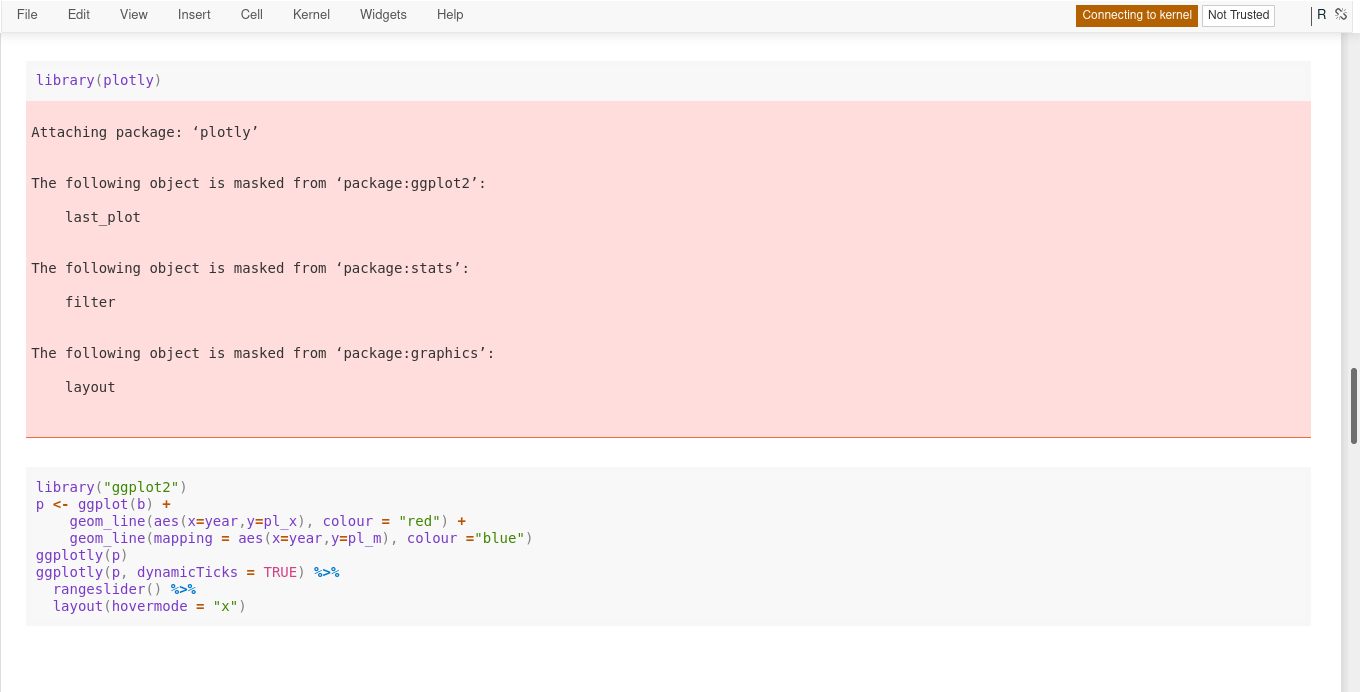 File Edit View Insert Cell Kernel Widgets Help Connecting to kernel Not Trusted R
library(plotly)
Attaching package: ‘plotly’
The following object is masked from ‘package:ggplot2’:
last_plot
The following object is masked from ‘package:stats’:
filter
The following object is masked from ‘package:graphics’:
layout
library("ggplot2")
p <- ggplot(b) +
geom_line(aes(x=year,y=pl_x), colour = "red") +
geom_line(mapping = aes(x=year,y=pl_m), colour ="blue")
ggplotly(p)
ggplotly(p, dynamicTicks = TRUE) %>%
rangeslider() %>%
layout(hovermode = "x")